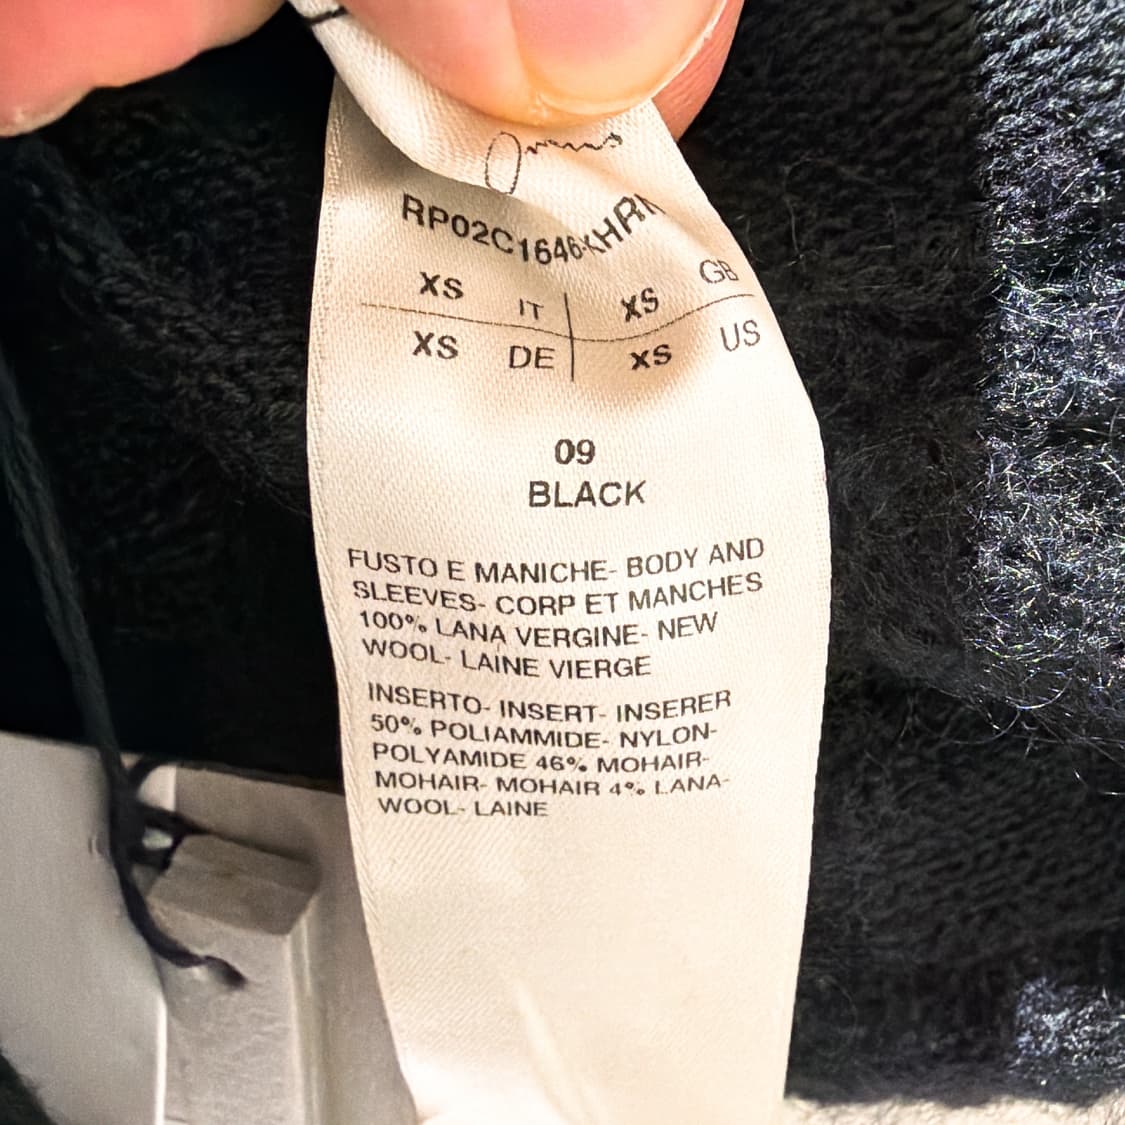 RP02C1646-KHRN
XS IT XS GB
XS DE XS US
09
BLACK
FUSTO E MANICHE- BODY AND
SLEEVES- CORP ET MANCHES
100% LANA VERGINE- NEW
WOOL- LAINE VIERGE
INSERTO- INSERT- INSERER
50% POLIAMMIDE- NYLON-
POLYAMIDE 46% MOHAIR-
MOHAIR- MOHAIR 4% LANA-
WOOL- LAINE